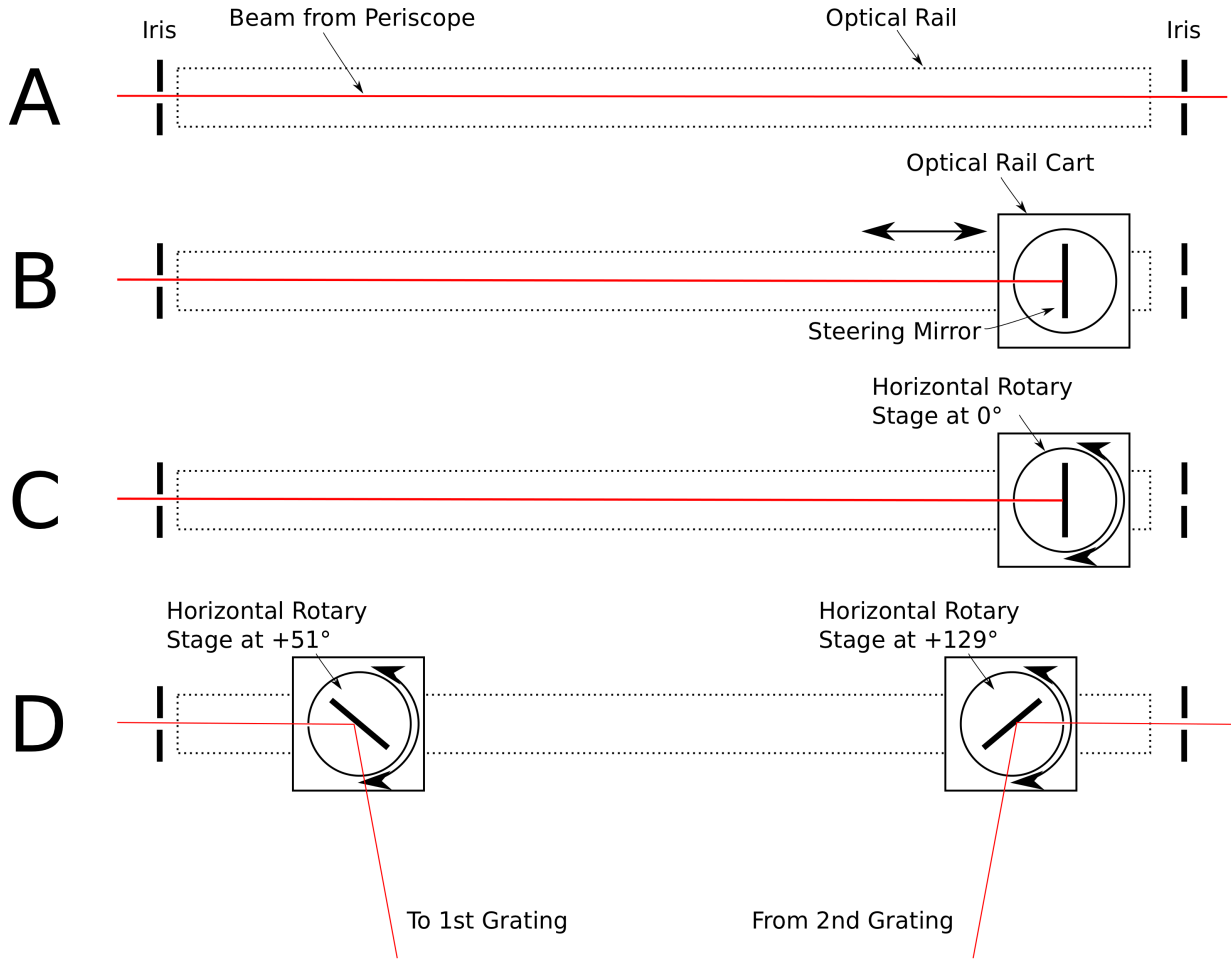 Iris
Beam from Periscope
Optical Rail
Iris
A
Optical Rail Cart
B
Steering Mirror
Horizontal Rotary
Stage at 0°
C
Horizontal Rotary
Stage at +51°
Horizontal Rotary
Stage at +129°
D
To 1st Grating
From 2nd Grating